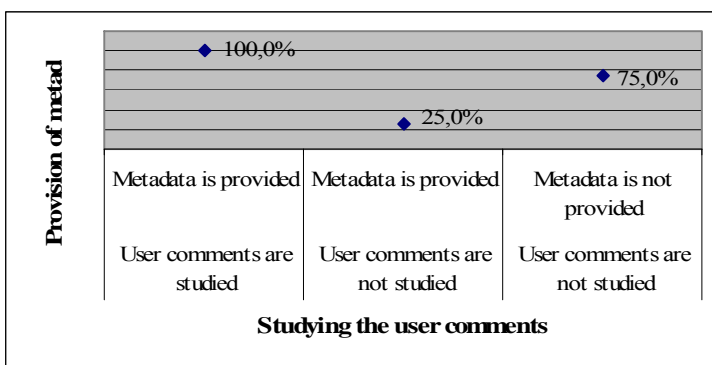 Provision of metad
100,0%
75,0%
25,0%
Metadata is provided
Metadata is provided
Metadata is not
provided
User comments are
studied
User comments are
not studied
User comments are
not studied
Studying the user comments